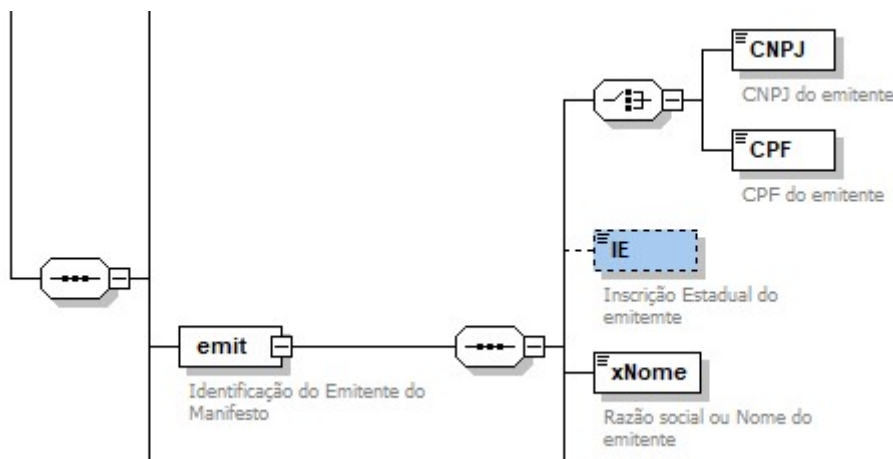 CNPJ
CNPJ do emitente
CPF
CPF do emitente
IE
Inscrição Estadual do
emitemte
emit
Identificação do Emitente do
Manifesto
xNome
Razão social ou Nome do
emitente